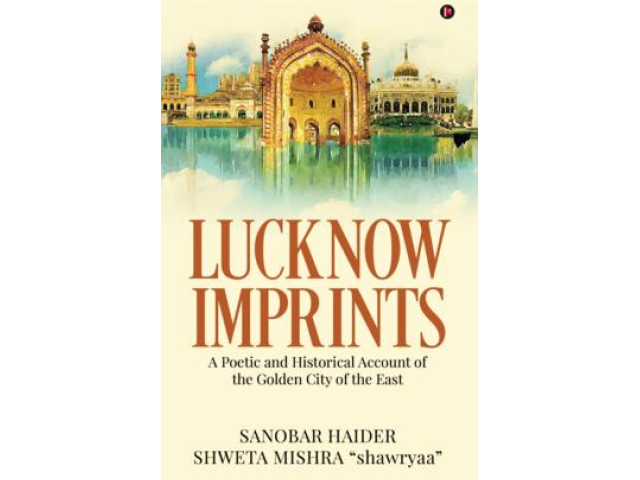 LUCKNOW
IMPRINTS
A Poetic and Historical Account of
the Golden City of the East
SANOBAR HAIDER
SHWETA MISHRA “shawryaa”